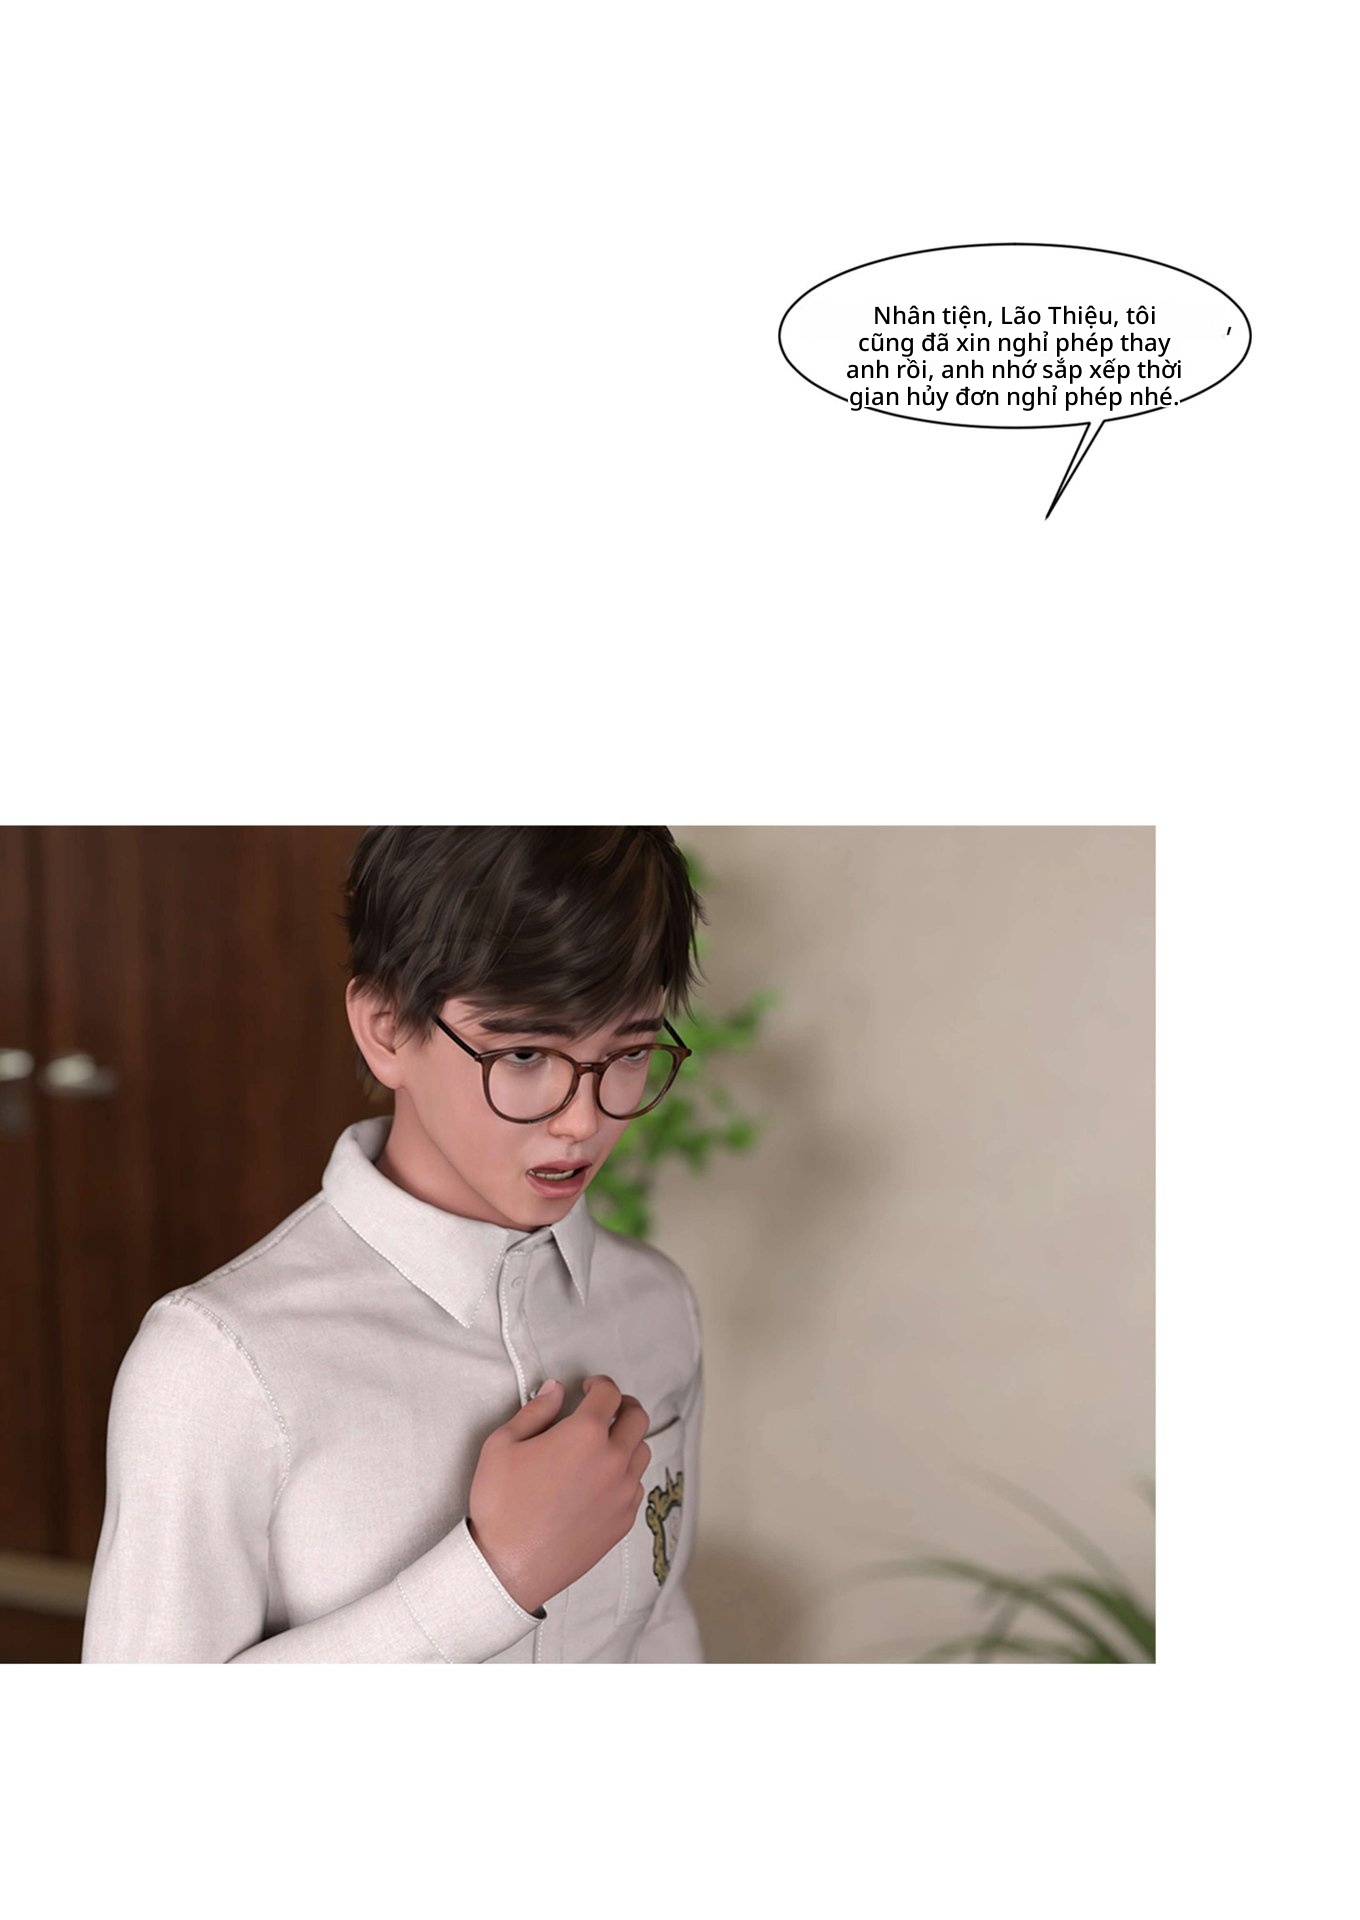 Nhân tiện, Lão Thiệu, tôi
cũng đã xin nghỉ phép thay
anh rồi, anh nhớ sắp xếp thời
gian hủy đơn nghỉ phép nhé.
,